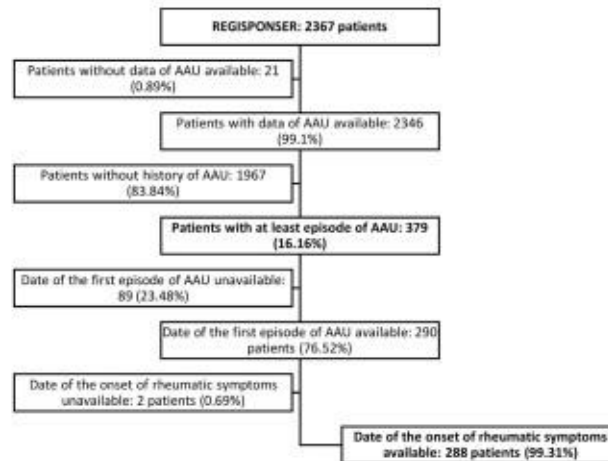 REGISPONSER: 2367 patients
Patients without data of AAU available: 21
(0.89%)
Patients with data of AAU available: 2346
(99.1%)
Patients without history of AAU: 1967
(83.84%)
Patients with at least episode of AAU: 379
(16.16%)
Date of the first episode of AAU unavailable:
89 (23.48%)
Date of the first episode of AAU available: 290
patients (76.52%)
Date of the onset of rheumatic symptoms
unavailable: 2 patients (0.69%)
Date of the onset of rheumatic symptoms
available: 288 patients (99.31%)